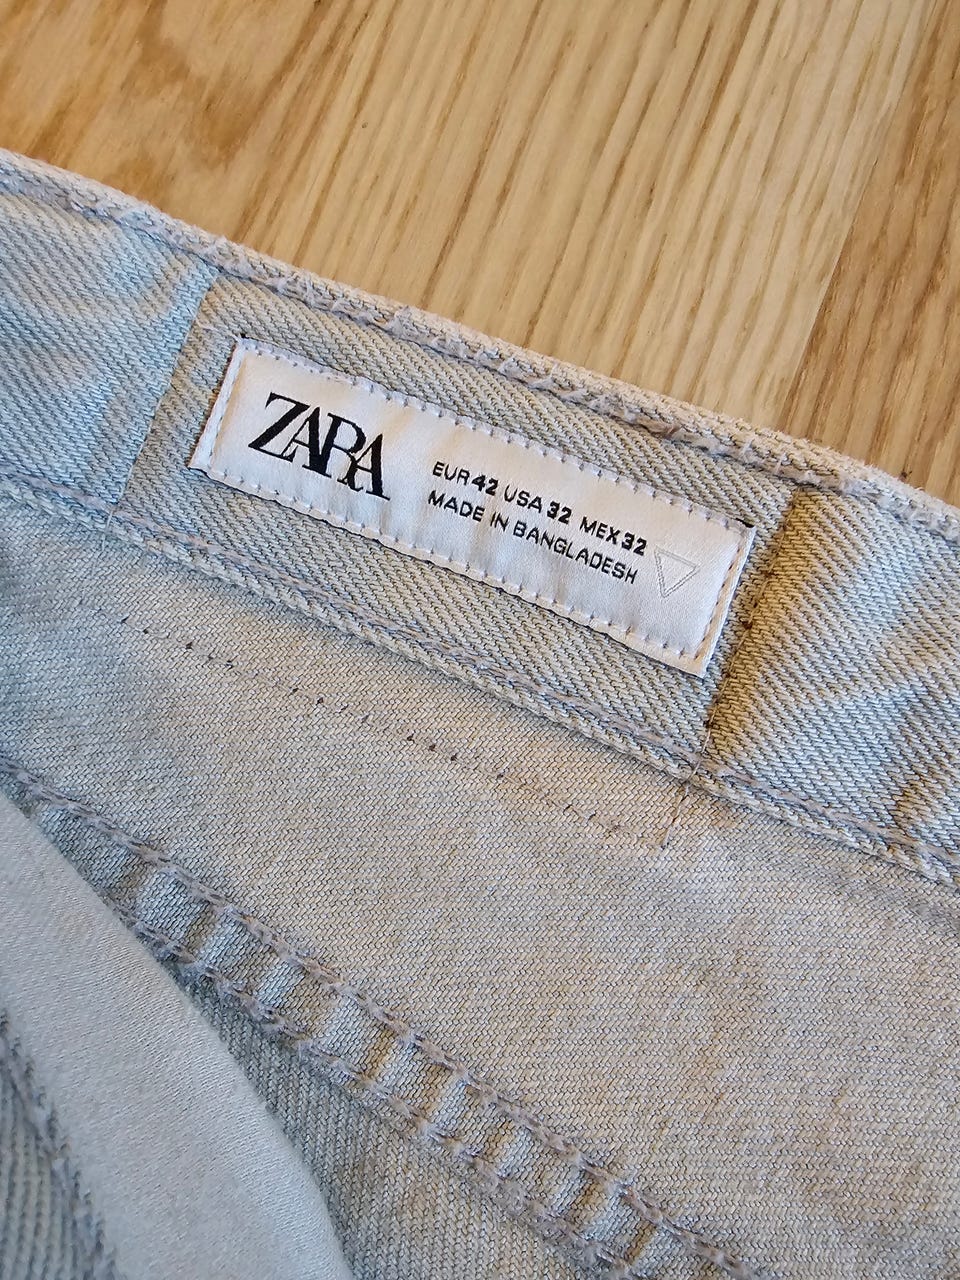 ZARA
EUR 42 USA 32 MEX 32
MADE IN BANGLADESH